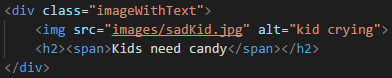 <div class="imageWithText">
<img src="images/sadKid.jpg" alt="kid crying">
<h2><span>Kids need candy</span></h2>
</div>